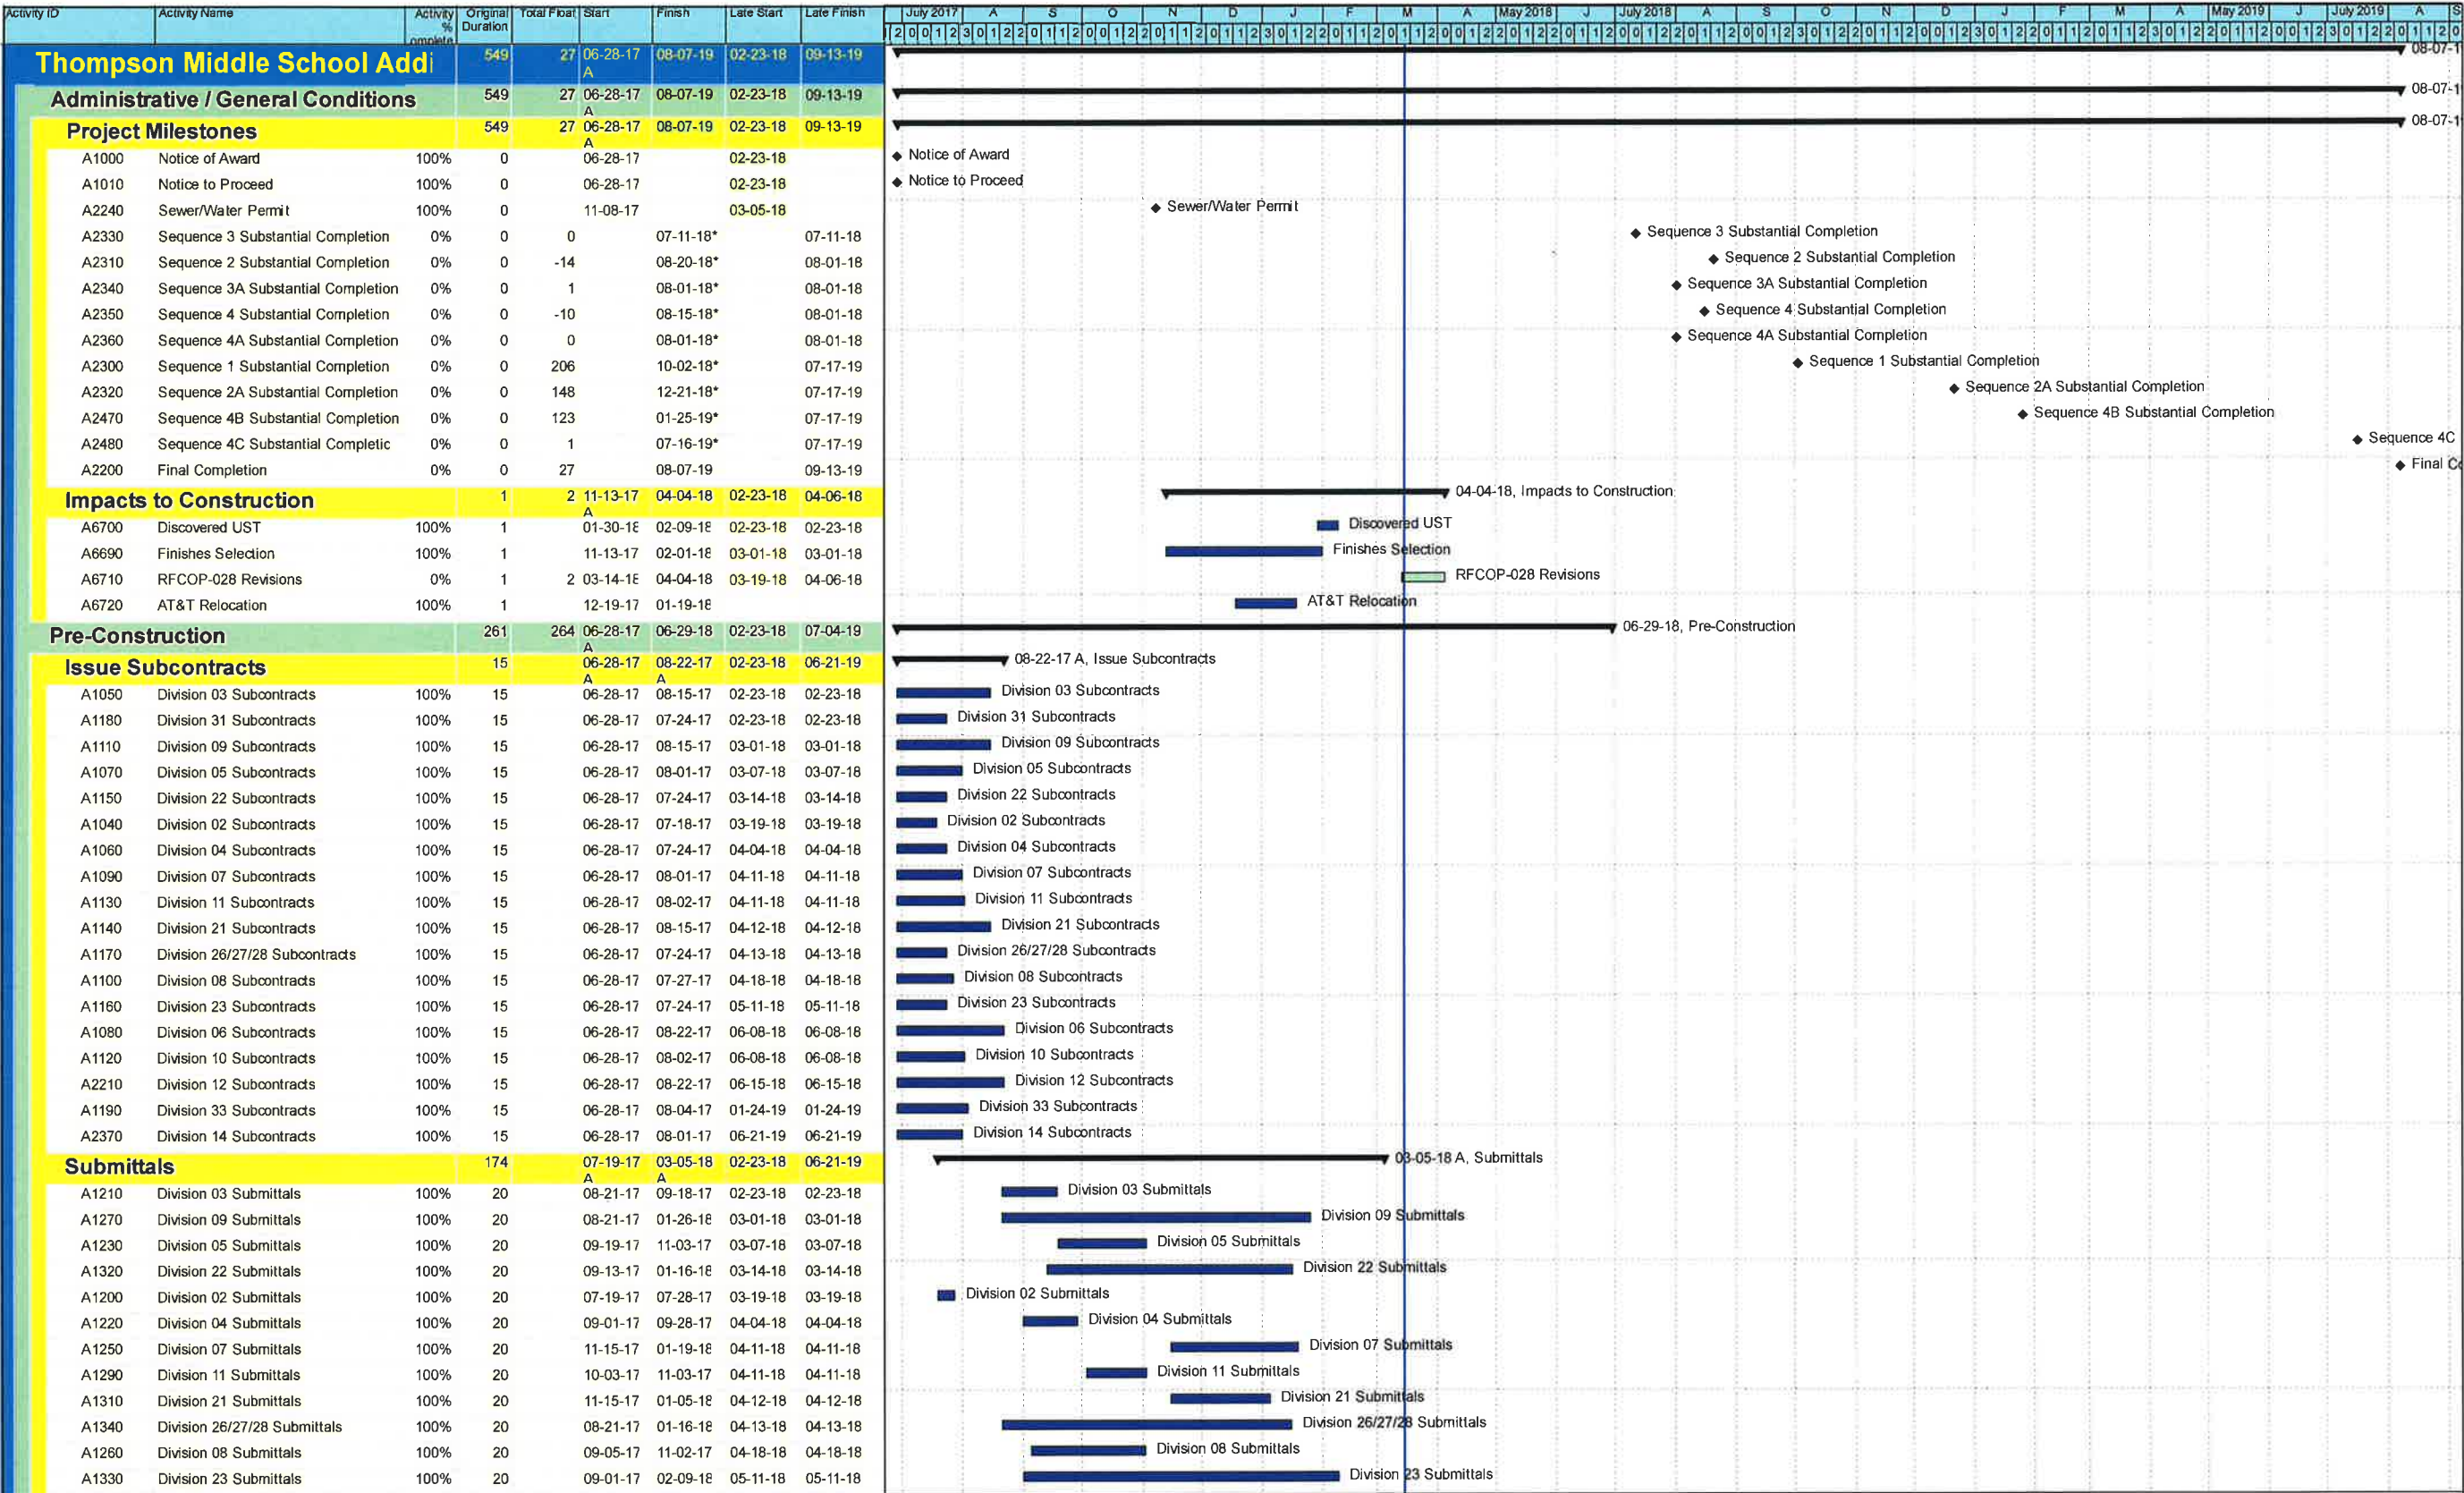 Activity ID Activity Name Activity % omplete Original Duration Total Float Start Finish Late Start Late Finish July 2017 A S O N D J F M A May 2018 J July 2018 A S O N D J F M A May 2019 J July 2019 A S
Thompson Middle School Addi 549 27 06-28-17 A 08-07-19 02-23-18 09-13-19 08-07-1
Administrative / General Conditions 549 27 06-28-17 A 08-07-19 02-23-18 09-13-19 08-07-1
Project Milestones 549 27 06-28-17 A 08-07-19 02-23-18 09-13-19 08-07-1
A1000 Notice of Award 100% 0 06-28-17 02-23-18 Notice of Award
A1010 Notice to Proceed 100% 0 06-28-17 02-23-18 Notice to Proceed
A2240 Sewer/Water Permit 100% 0 11-08-17 03-05-18 Sewer/Water Permit
A2330 Sequence 3 Substantial Completion 0% 0 0 07-11-18* 07-11-18 Sequence 3 Substantial Completion
A2310 Sequence 2 Substantial Completion 0% 0 -14 08-20-18* 08-01-18 Sequence 2 Substantial Completion
A2340 Sequence 3A Substantial Completion 0% 0 1 08-01-18* 08-01-18 Sequence 3A Substantial Completion
A2350 Sequence 4 Substantial Completion 0% 0 -10 08-15-18* 08-01-18 Sequence 4 Substantial Completion
A2360 Sequence 4A Substantial Completion 0% 0 0 08-01-18* 08-01-18 Sequence 4A Substantial Completion
A2300 Sequence 1 Substantial Completion 0% 0 206 10-02-18* 07-17-19 Sequence 1 Substantial Completion
A2320 Sequence 2A Substantial Completion 0% 0 148 12-21-18* 07-17-19 Sequence 2A Substantial Completion
A2470 Sequence 4B Substantial Completion 0% 0 123 01-25-19* 07-17-19 Sequence 4B Substantial Completion
A2480 Sequence 4C Substantial Completic 0% 0 1 07-16-19* 07-17-19 Sequence 4C
A2200 Final Completion 0% 0 27 08-07-19 09-13-19 Final Co
Impacts to Construction 1 2 11-13-17 A 04-04-18 02-23-18 04-06-18 04-04-18, Impacts to Construction
A6700 Discovered UST 100% 1 01-30-18 02-09-18 02-23-18 02-23-18 Discovered UST
A6690 Finishes Selection 100% 1 11-13-17 02-01-18 03-01-18 03-01-18 Finishes Selection
A6710 RFCOP-028 Revisions 0% 1 2 03-14-18 04-04-18 03-19-18 04-06-18 RFCOP-028 Revisions
A6720 AT&T Relocation 100% 1 12-19-17 01-19-18 AT&T Relocation
Pre-Construction 261 264 06-28-17 A 06-29-18 02-23-18 07-04-19 06-29-18, Pre-Construction
Issue Subcontracts 15 06-28-17 A 08-22-17 A 02-23-18 06-21-19 08-22-17 A, Issue Subcontracts
A1050 Division 03 Subcontracts 100% 15 06-28-17 08-15-17 02-23-18 02-23-18 Division 03 Subcontracts
A1180 Division 31 Subcontracts 100% 15 06-28-17 07-24-17 02-23-18 02-23-18 Division 31 Subcontracts
A1110 Division 09 Subcontracts 100% 15 06-28-17 08-15-17 03-01-18 03-01-18 Division 09 Subcontracts
A1070 Division 05 Subcontracts 100% 15 06-28-17 08-01-17 03-07-18 03-07-18 Division 05 Subcontracts
A1150 Division 22 Subcontracts 100% 15 06-28-17 07-24-17 03-14-18 03-14-18 Division 22 Subcontracts
A1040 Division 02 Subcontracts 100% 15 06-28-17 07-18-17 03-19-18 03-19-18 Division 02 Subcontracts
A1060 Division 04 Subcontracts 100% 15 06-28-17 07-24-17 04-04-18 04-04-18 Division 04 Subcontracts
A1090 Division 07 Subcontracts 100% 15 06-28-17 08-01-17 04-11-18 04-11-18 Division 07 Subcontracts
A1130 Division 11 Subcontracts 100% 15 06-28-17 08-02-17 04-11-18 04-11-18 Division 11 Subcontracts
A1140 Division 21 Subcontracts 100% 15 06-28-17 08-15-17 04-12-18 04-12-18 Division 21 Subcontracts
A1170 Division 26/27/28 Subcontracts 100% 15 06-28-17 07-24-17 04-13-18 04-13-18 Division 26/27/28 Subcontracts
A1100 Division 08 Subcontracts 100% 15 06-28-17 07-27-17 04-18-18 04-18-18 Division 08 Subcontracts
A1160 Division 23 Subcontracts 100% 15 06-28-17 07-24-17 05-11-18 05-11-18 Division 23 Subcontracts
A1080 Division 06 Subcontracts 100% 15 06-28-17 08-22-17 06-08-18 06-08-18 Division 06 Subcontracts
A1120 Division 10 Subcontracts 100% 15 06-28-17 08-02-17 06-08-18 06-08-18 Division 10 Subcontracts
A2210 Division 12 Subcontracts 100% 15 06-28-17 08-22-17 06-15-18 06-15-18 Division 12 Subcontracts
A1190 Division 33 Subcontracts 100% 15 06-28-17 08-04-17 01-24-19 01-24-19 Division 33 Subcontracts
A2370 Division 14 Subcontracts 100% 15 06-28-17 08-01-17 06-21-19 06-21-19 Division 14 Subcontracts
Submittals 174 07-19-17 A 03-05-18 A 02-23-18 06-21-19 03-05-18 A, Submittals
A1210 Division 03 Submittals 100% 20 08-21-17 09-18-17 02-23-18 02-23-18 Division 03 Submittals
A1270 Division 09 Submittals 100% 20 08-21-17 01-26-18 03-01-18 03-01-18 Division 09 Submittals
A1230 Division 05 Submittals 100% 20 09-19-17 11-03-17 03-07-18 03-07-18 Division 05 Submittals
A1320 Division 22 Submittals 100% 20 09-13-17 01-16-18 03-14-18 03-14-18 Division 22 Submittals
A1200 Division 02 Submittals 100% 20 07-19-17 07-28-17 03-19-18 03-19-18 Division 02 Submittals
A1220 Division 04 Submittals 100% 20 09-01-17 09-28-17 04-04-18 04-04-18 Division 04 Submittals
A1250 Division 07 Submittals 100% 20 11-15-17 01-19-18 04-11-18 04-11-18 Division 07 Submittals
A1290 Division 11 Submittals 100% 20 10-03-17 11-03-17 04-11-18 04-11-18 Division 11 Submittals
A1310 Division 21 Submittals 100% 20 11-15-17 01-05-18 04-12-18 04-12-18 Division 21 Submittals
A1340 Division 26/27/28 Submittals 100% 20 08-21-17 01-16-18 04-13-18 04-13-18 Division 26/27/28 Submittals
A1260 Division 08 Submittals 100% 20 09-05-17 11-02-17 04-18-18 04-18-18 Division 08 Submittals
A1330 Division 23 Submittals 100% 20 09-01-17 02-09-18 05-11-18 05-11-18 Division 23 Submittals